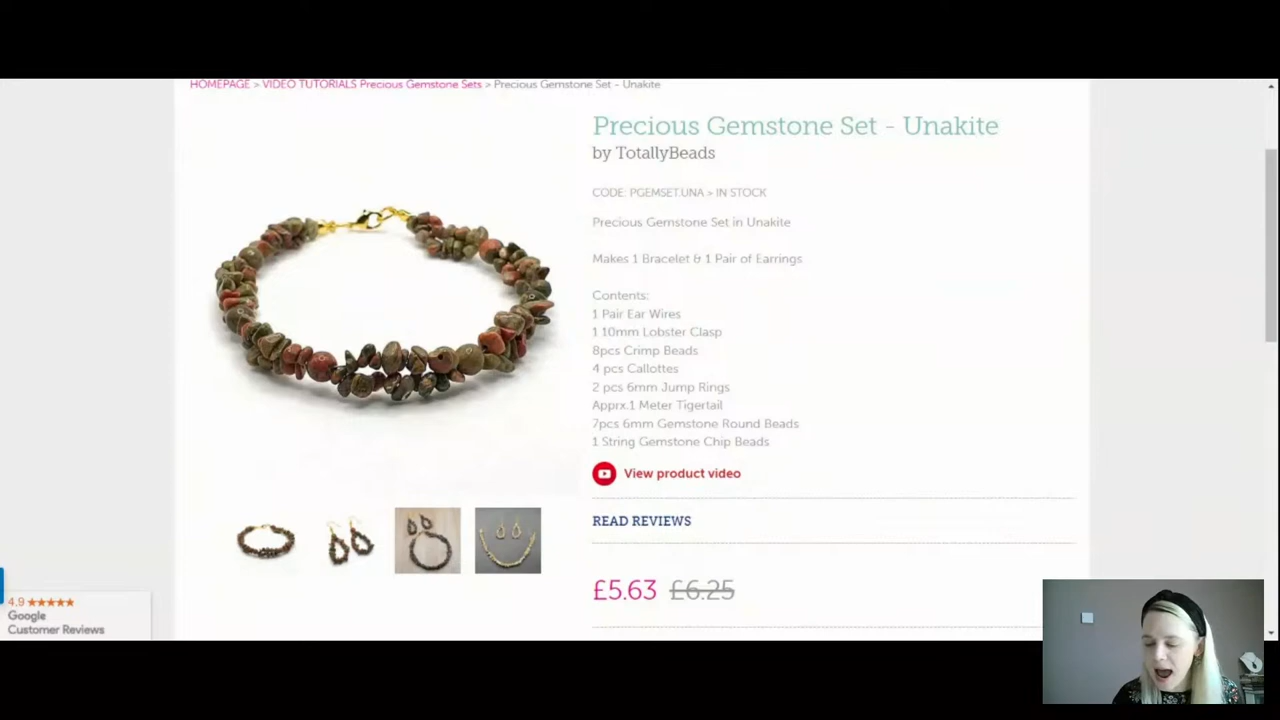 HOMEPAGE > VIDEO TUTORIALS Precious Gemstone Sets > Precious Gemstone Set - Unakite
Precious Gemstone Set - Unakite
by TotallyBeads
CODE: PGEMSET.UNA > IN STOCK
Precious Gemstone Set in Unakite
Makes 1 Bracelet & 1 Pair of Earrings
Contents:
1 Pair Ear Wires
1 10mm Lobster Clasp
8pcs Crimp Beads
4 pcs Callottes
2 pcs 6mm Jump Rings
Apprx.1 Meter Tigertail
7pcs 6mm Gemstone Round Beads
1 String Gemstone Chip Beads
View product video
READ REVIEWS
£5.63 £6.25
4.9
Google
Customer Reviews